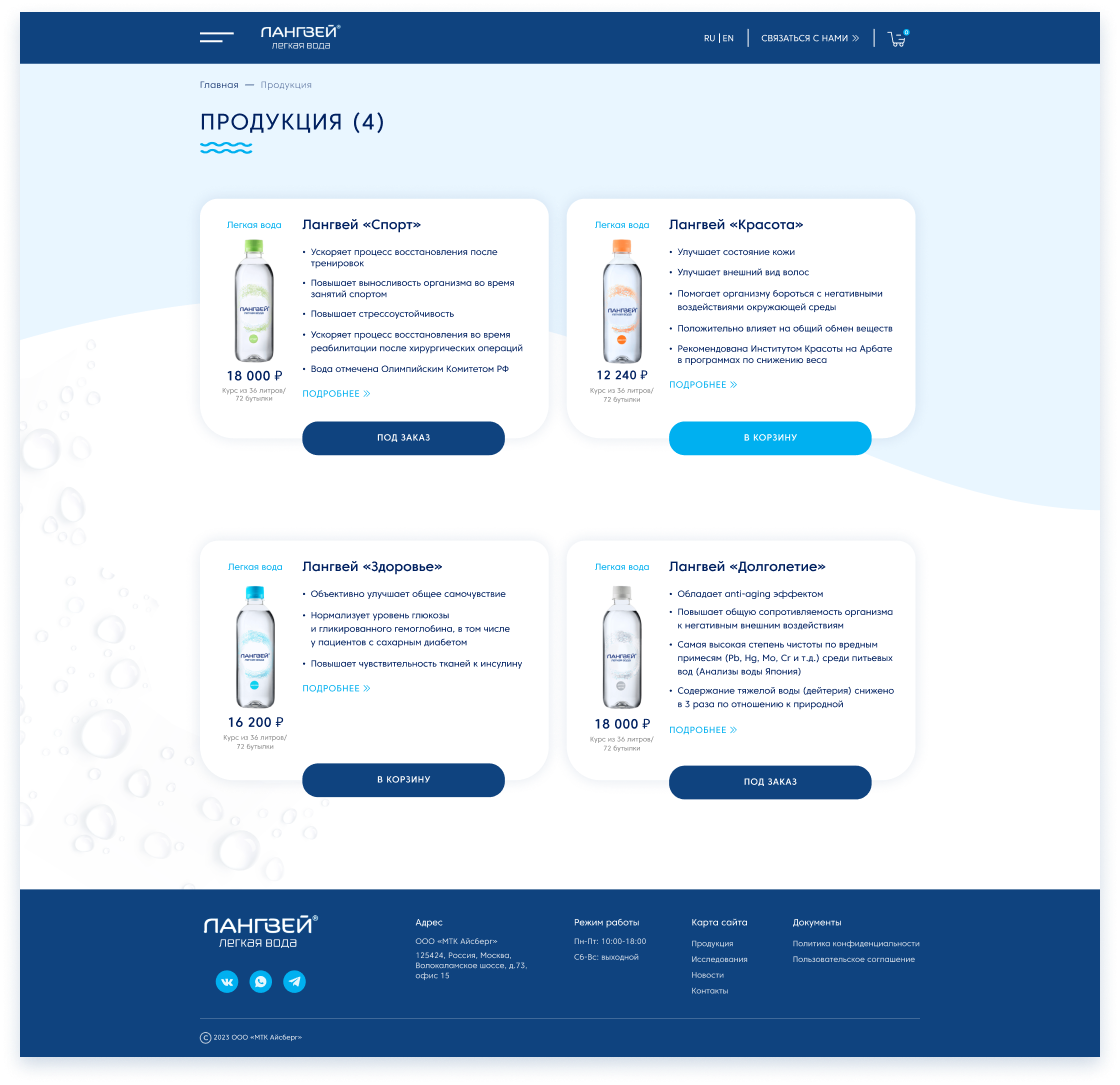 ЛАНГВЕЙ®
легкая вода
RU | EN
СВЯЗАТЬСЯ С НАМИ
0
Главная — Продукция
ПРОДУКЦИЯ (4)
Легкая вода
ЛАНГВЕЙ
18 000 ₽
Курс из 36 литров/
72 бутылки
Лангвей «Спорт»
• Ускоряет процесс восстановления после
тренировок
• Повышает выносливость организма во время
занятий спортом
• Повышает стрессоустойчивость
• Ускоряет процесс восстановления во время
реабилитации после хирургических операций
• Вода отмечена Олимпийским Комитетом РФ
ПОДРОБНЕЕ
ПОД ЗАКАЗ
Легкая вода
ЛАНГВЕЙ
12 240 ₽
Курс из 36 литров/
72 бутылки
Лангвей «Красота»
• Улучшает состояние кожи
• Улучшает внешний вид волос
• Помогает организму бороться с негативными
воздействиями окружающей среды
• Положительно влияет на общий обмен веществ
• Рекомендована Институтом Красоты на Арбате
в программах по снижению веса
ПОДРОБНЕЕ
В КОРЗИНУ
Легкая вода
ЛАНГВЕЙ
16 200 ₽
Курс из 36 литров/
72 бутылки
Лангвей «Здоровье»
• Объективно улучшает общее самочувствие
• Нормализует уровень глюкозы
и гликированного гемоглобина, в том числе
у пациентов с сахарным диабетом
• Повышает чувствительность тканей к инсулину
ПОДРОБНЕЕ
В КОРЗИНУ
Легкая вода
ЛАНГВЕЙ
18 000 ₽
Курс из 36 литров/
72 бутылки
Лангвей «Долголетие»
• Обладает anti-aging эффектом
• Повышает общую сопротивляемость организма
к негативным внешним воздействиям
• Самая высокая степень чистоты по вредным
примесям (Pb, Hg, Mo, Cr и т.д.) среди питьевых
вод (Анализы воды Япония)
• Содержание тяжелой воды (дейтерия) снижено
в 3 раза по отношению к природной
ПОДРОБНЕЕ
ПОД ЗАКАЗ
ЛАНГВЕЙ®
легкая вода
Адрес
ООО «МТК Айсберг»
125424, Россия, Москва,
Волокаламское шоссе, д.73,
офис 15
Режим работы
Пн-Пт: 10:00-18:00
Сб-Вс: выходной
Карта сайта
Продукция
Исследования
Новости
Контакты
Документы
Политика конфиденциальности
Пользовательское соглашение
© 2023 ООО «МТК Айсберг»